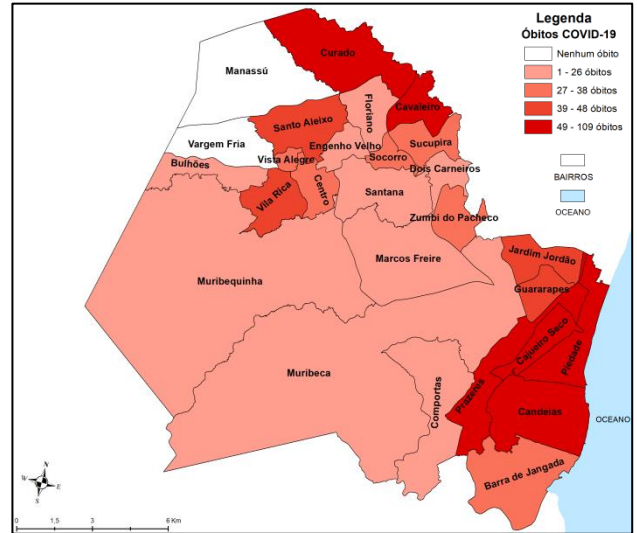 Legenda
Óbitos COVID-19
Nenhum óbito
1 - 26 óbitos
27 - 38 óbitos
39 - 48 óbitos
49 - 109 óbitos
BAIRROS
OCEANO
Curado
Manassú
Floriano
Cavaleiro
Santo Aleixo
Vargem Fria
Engenho Velho
Sucupira
Vista Alegre
Socorro
Bulhões
Dois Carneiros
Vila Rica
Centro
Santana
Zumbi do Pacheco
Jardim Jordão
Marcos Freire
Muribequinha
Guararapes
Cajueiro Seco
Piedade
Muribeca
Comportas
Prazeres
Candeias
OCEANO
Barra de Jangada
N
W
E
S
0 1,5 3 6 Km